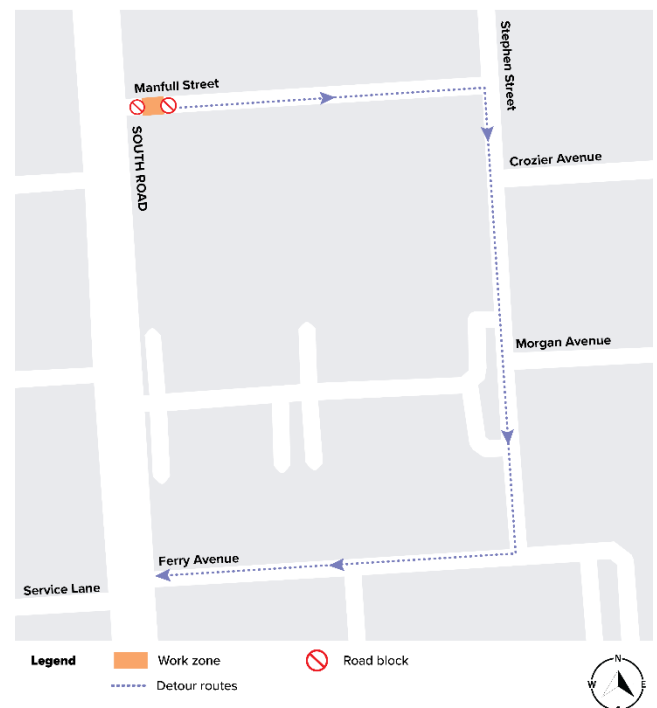 Stephen Street
Manfull Street
SOUTH ROAD
Crozier Avenue
Morgan Avenue
Ferry Avenue
Service Lane
Legend
Work zone
Road block
Detour routes
N
W
E